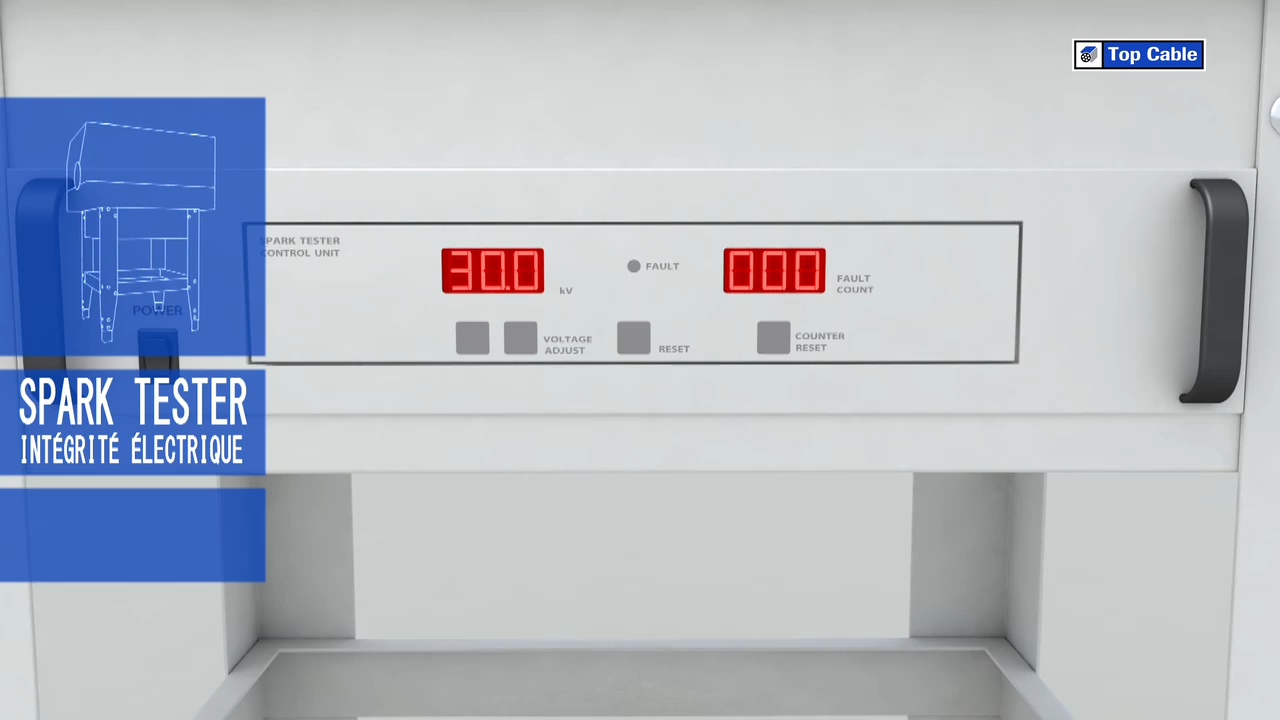 Top Cable
SPARK TESTER
CONTROL UNIT
30.0
kV
FAULT
000
FAULT
COUNT
POWER
VOLTAGE
ADJUST
RESET
COUNTER
RESET
SPARK TESTER
INTÉGRITÉ ÉLECTRIQUE